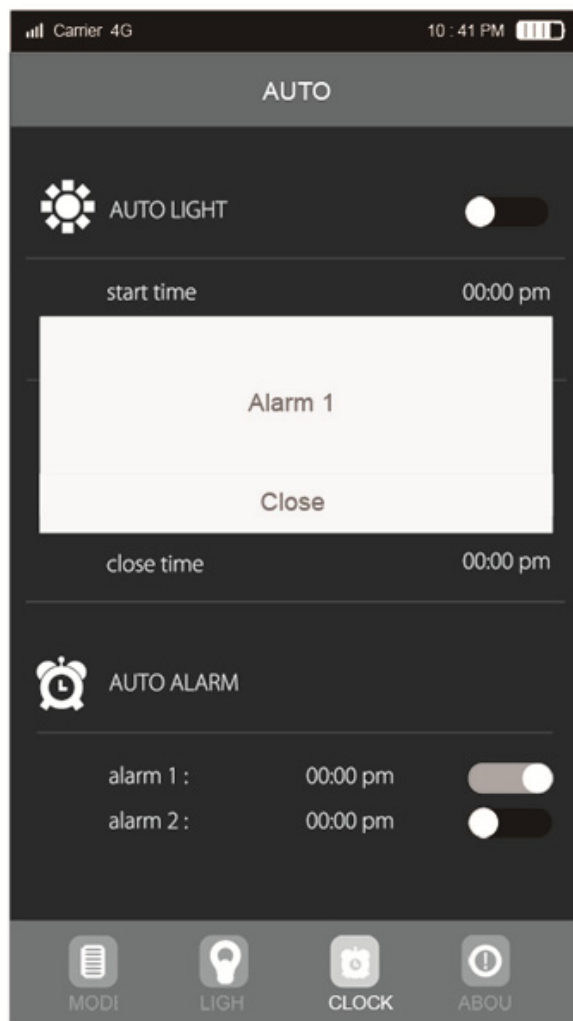 Carrier 4G 10:41 PM
AUTO
AUTO LIGHT
start time 00:00 pm
Alarm 1
Close
close time 00:00 pm
AUTO ALARM
alarm 1 : 00:00 pm
alarm 2 : 00:00 pm
MODE LIGH CLOCK ABOU